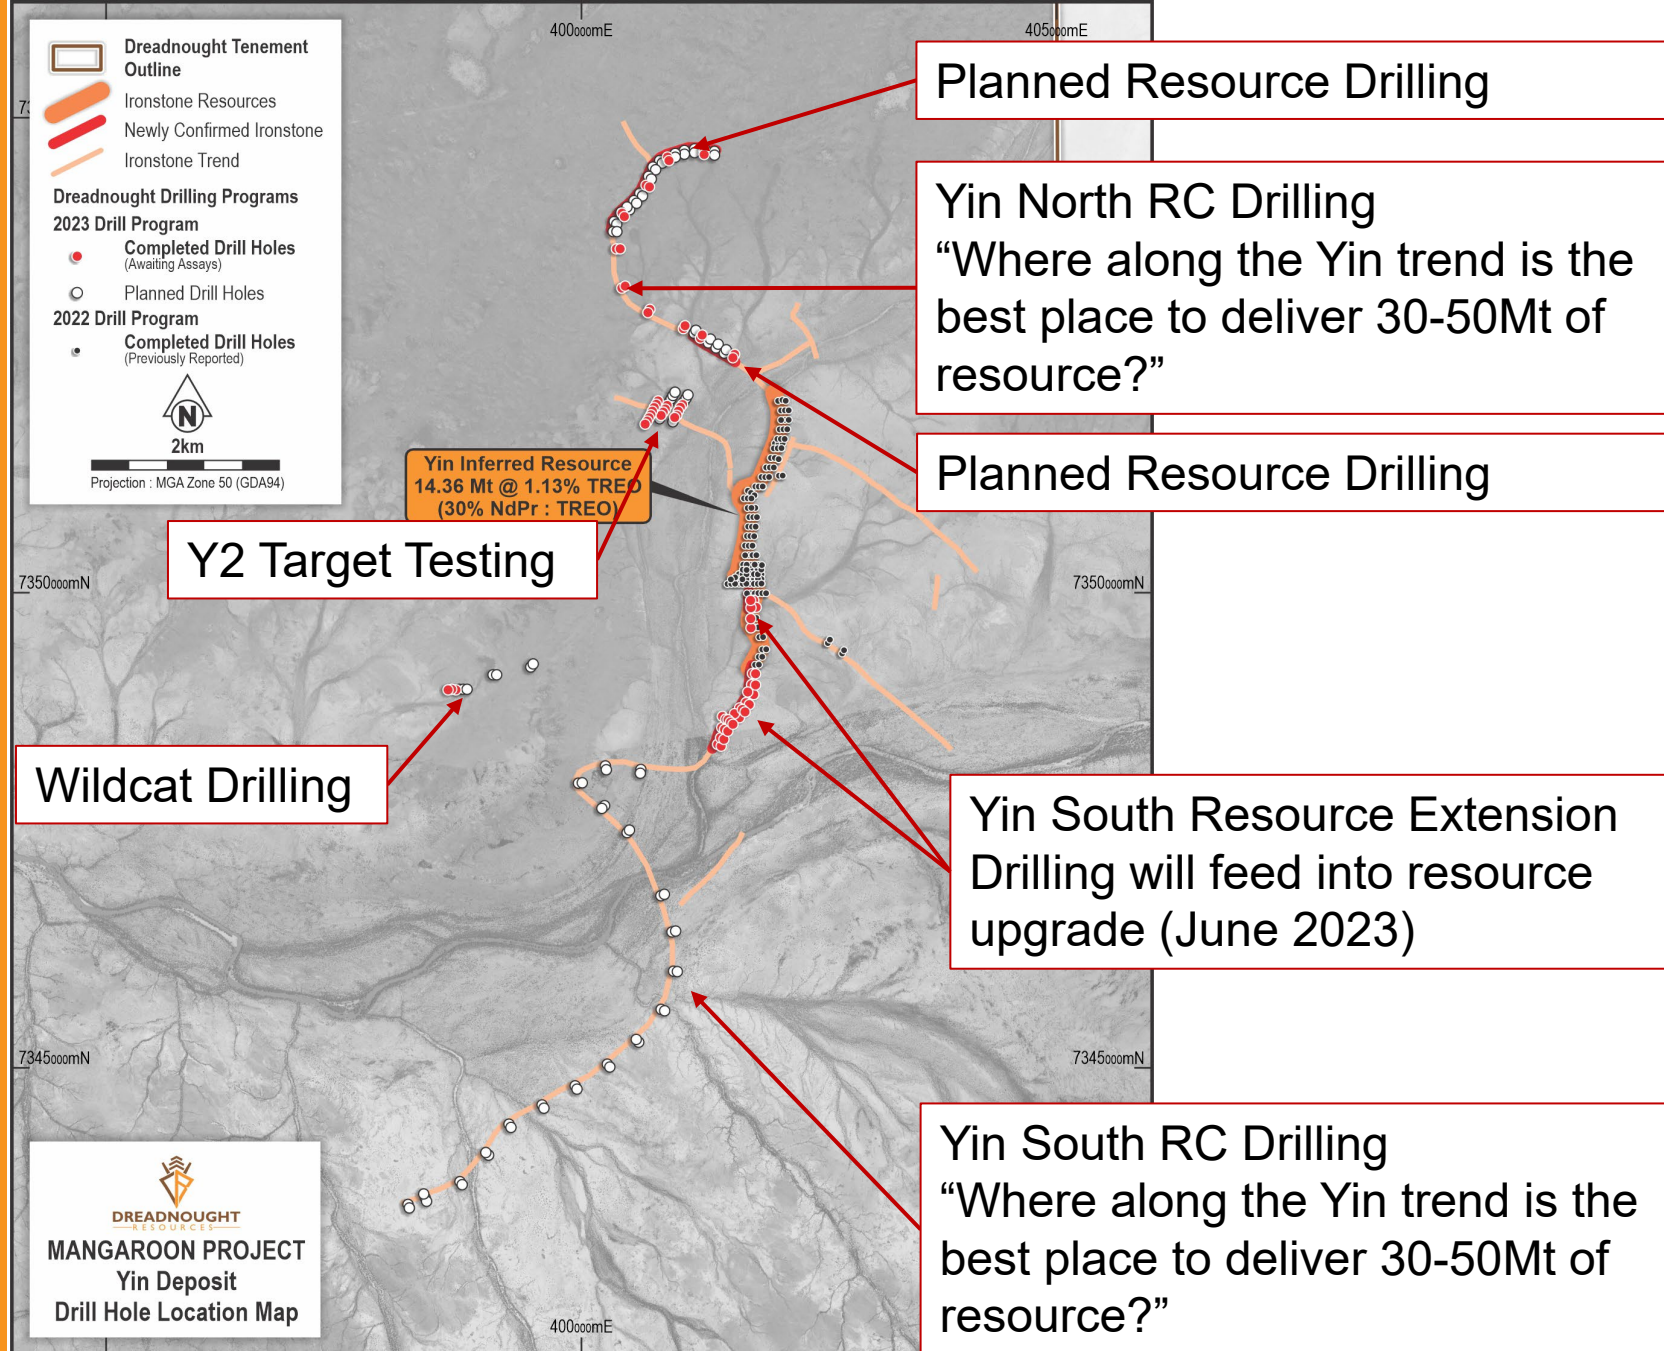 400000mE
405000mE
Dreadnought Tenement
Outline
Ironstone Resources
Newly Confirmed Ironstone
Ironstone Trend
Dreadnought Drilling Programs
2023 Drill Program
Completed Drill Holes
(Awaiting Assays)
Planned Drill Holes
2022 Drill Program
Completed Drill Holes
(Previously Reported)
N
2km
Projection : MGA Zone 50 (GDA94)
Planned Resource Drilling
Yin North RC Drilling
“Where along the Yin trend is the
best place to deliver 30-50Mt of
resource?”
Planned Resource Drilling
Yin Inferred Resource
14.36 Mt @ 1.13% TREO
(30% NdPr : TREO)
Y2 Target Testing
7350000mN
7350000mN
Wildcat Drilling
Yin South Resource Extension
Drilling will feed into resource
upgrade (June 2023)
7345000mN
7345000mN
Yin South RC Drilling
“Where along the Yin trend is the
best place to deliver 30-50Mt of
resource?”
DREADNOUGHT
RESOURCES
MANGAROON PROJECT
Yin Deposit
Drill Hole Location Map
400000mE